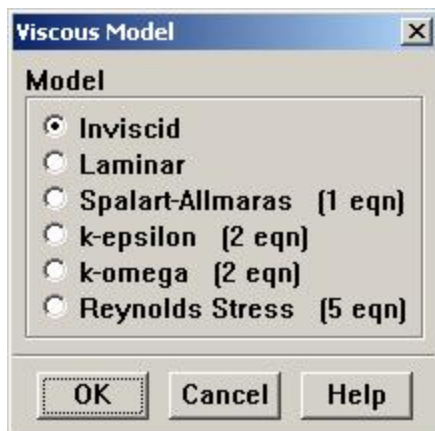 Viscous Model
Model
Inviscid
Laminar
Spalart-Allmaras (1 eqn)
k-epsilon (2 eqn)
k-omega (2 eqn)
Reynolds Stress (5 eqn)
OK Cancel Help